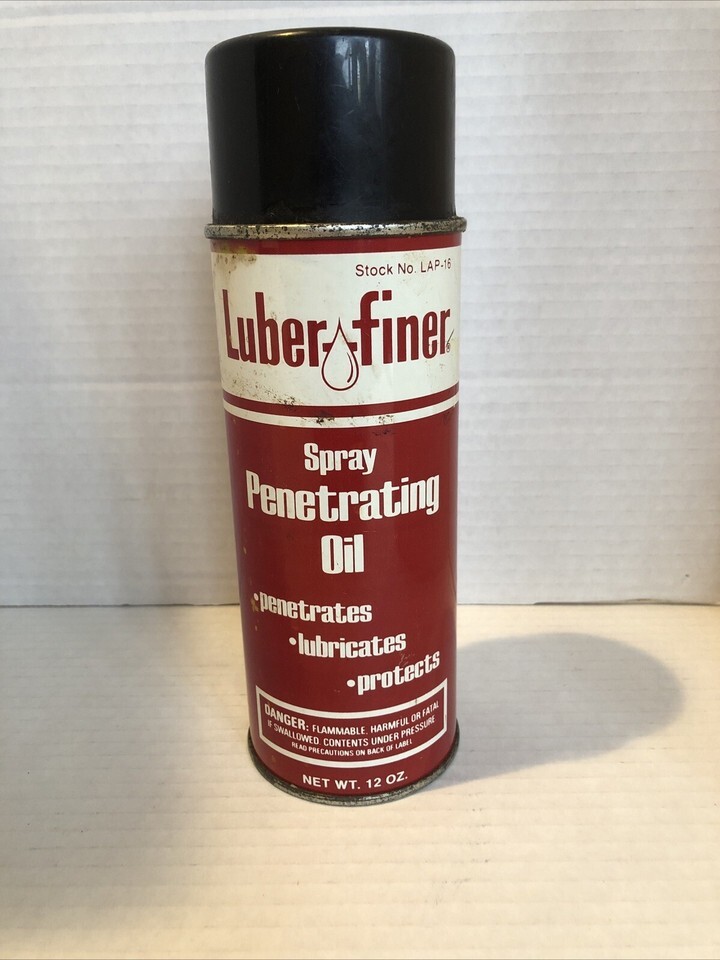 Stock No. LAP-16
Luber-finer®
Spray
Penetrating
Oil
•penetrates
•lubricates
•protects
DANGER: FLAMMABLE, HARMFUL OR FATAL
IF SWALLOWED CONTENTS UNDER PRESSURE
READ PRECAUTIONS ON BACK OF LABEL
NET WT. 12 OZ.